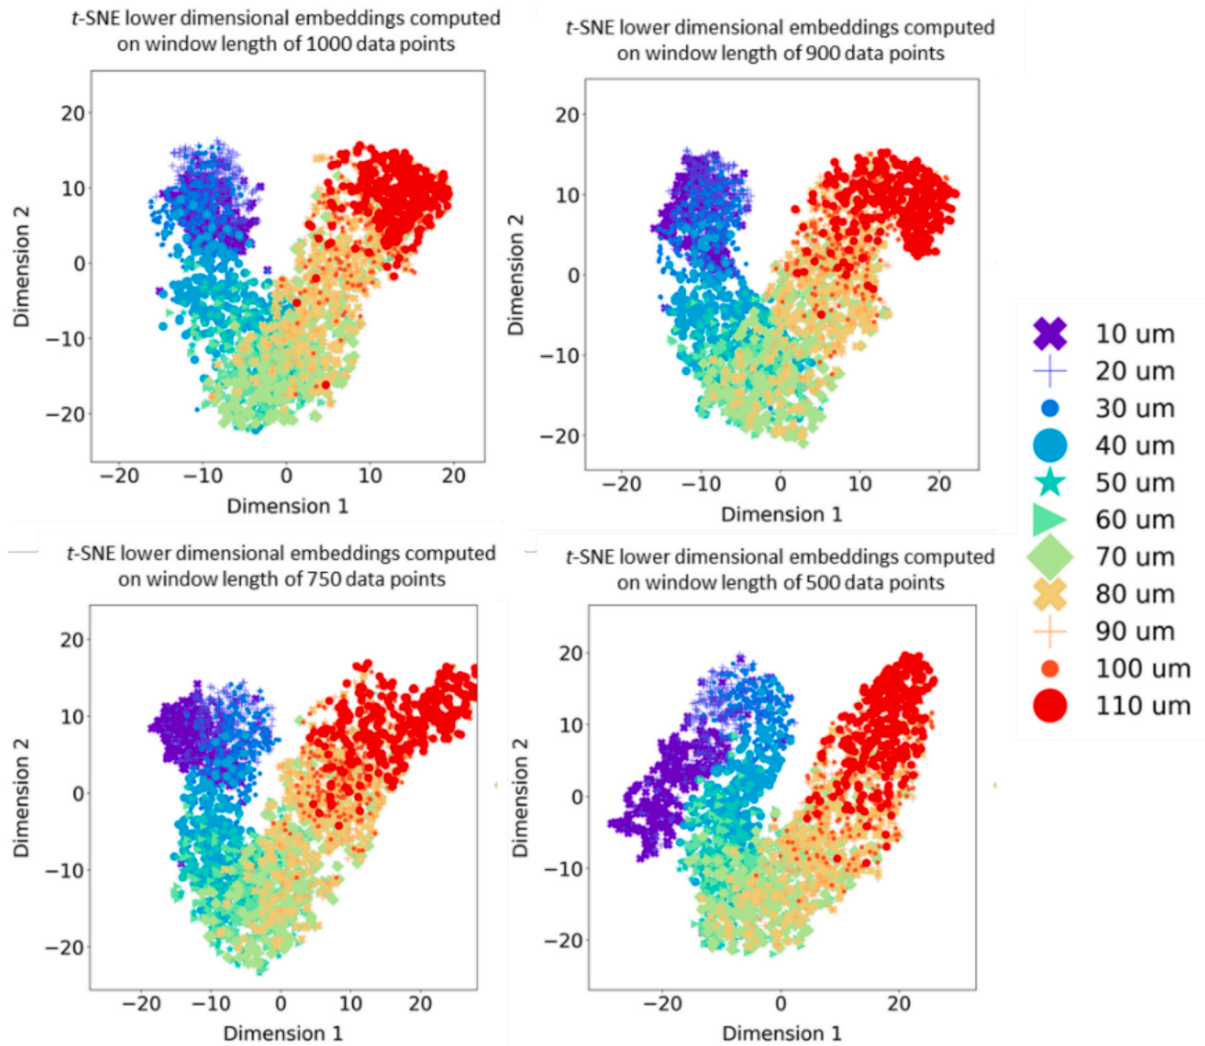 t-SNE lower dimensional embeddings computed
on window length of 1000 data points
20
10
0
−10
−20
Dimension 2
−20 −10 0 10 20
Dimension 1
t-SNE lower dimensional embeddings computed
on window length of 900 data points
20
10
0
−10
−20
Dimension 2
−20 −10 0 10 20
Dimension 1
t-SNE lower dimensional embeddings computed
on window length of 750 data points
20
10
0
−10
−20
Dimension 2
−20 −10 0 10 20
Dimension 1
t-SNE lower dimensional embeddings computed
on window length of 500 data points
20
10
0
−10
−20
Dimension 2
−20 0 20
Dimension 1
10 um
20 um
30 um
40 um
50 um
60 um
70 um
80 um
90 um
100 um
110 um